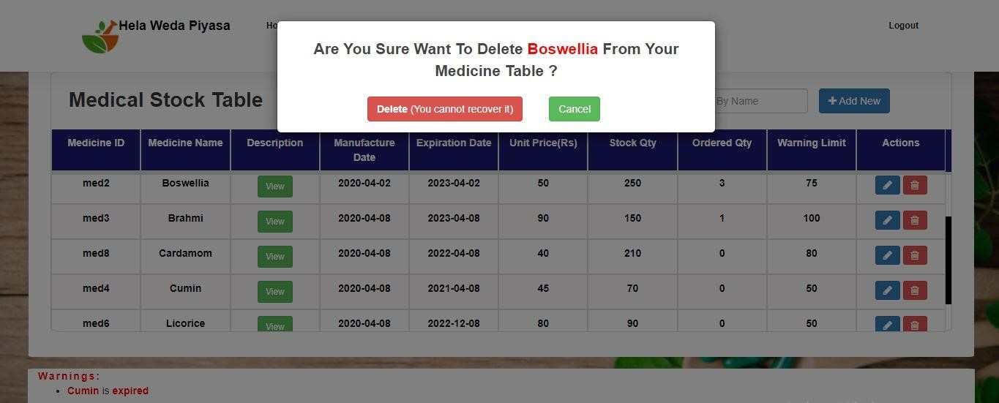 Hela Weda Piyasa
Ho
Logout
Are You Sure Want To Delete Boswellia From Your
Medicine Table ?
Delete (You cannot recover it)
Cancel
Medical Stock Table
By Name
Add New
Medicine ID Medicine Name Description Manufacture Date Expiration Date Unit Price(Rs) Stock Qty Ordered Qty Warning Limit Actions
med2 Boswellia View 2020-04-02 2023-04-02 50 250 3 75
med3 Brahmi View 2020-04-08 2023-04-08 90 150 1 100
med8 Cardamom View 2020-04-08 2022-04-08 40 210 0 80
med4 Cumin View 2020-04-08 2021-04-08 45 70 0 50
med6 Licorice View 2020-04-08 2022-12-08 80 90 0 50
Warnings:
Cumin is expired